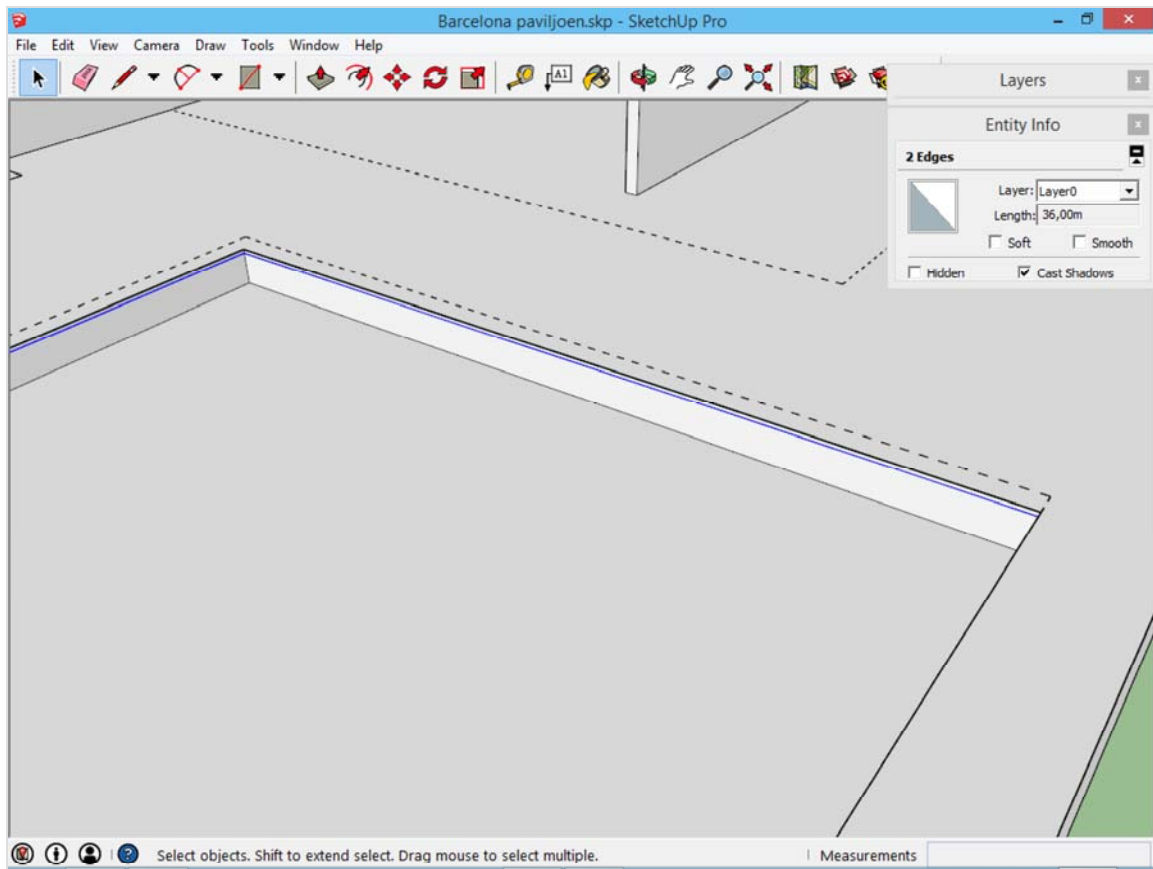 Barcelona paviljoen.skp - SketchUp Pro
File Edit View Camera Draw Tools Window Help
A1
Layers
Entity Info
2 Edges
Layer: Layer0
Length: 36,00m
Soft Smooth
Hidden Cast Shadows
Select objects. Shift to extend select. Drag mouse to select multiple. Measurements